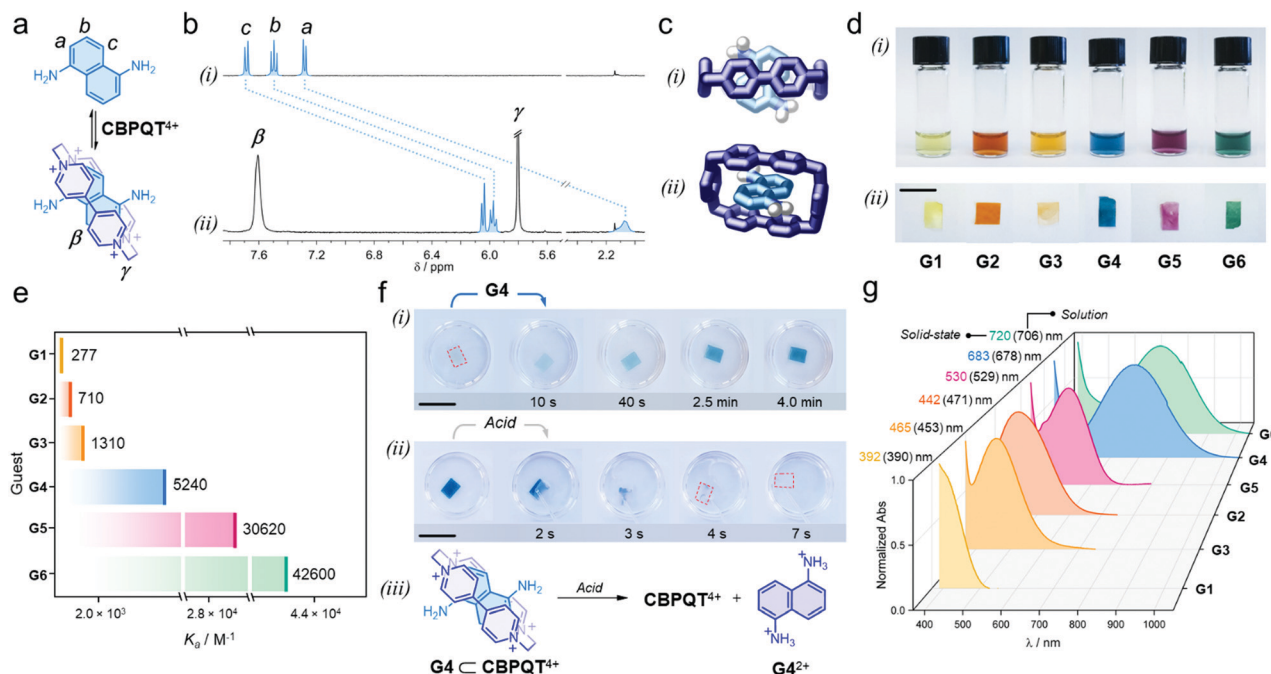 a
b
c
a
H₂N
NH₂
CBPQT⁴⁺
N
+
N
+
H₂N
NH₂
β
N
+
N
+
γ
b
c
b
a
(i)
β
γ
(ii)
7.6
7.2
6.8
6.4
6.0
5.6
2.0
δ / ppm
c
(i)
(ii)
d
(i)
(ii)
G1 G2 G3 G4 G5 G6
e
Guest
G1 277
G2 710
G3 1310
G4 5240
G5 30620
G6 42600
2.0 × 10³ 2.8 × 10⁴ 4.4 × 10⁴
Kₐ / M⁻¹
f
G4
(i)
10 s 40 s 2.5 min 4.0 min
Acid
(ii)
2 s 3 s 4 s 7 s
(iii)
N
+
N
+
H₂N
NH₂
N
+
N
+
G4 ⊂ CBPQT⁴⁺
Acid
CBPQT⁴⁺ +
+
NH₃
+
NH₃
G4²⁺
g
Solution
Solid-state
720 (706) nm
683 (678) nm
530 (529) nm
442 (471) nm
465 (453) nm
392 (390) nm
Normalized Abs
1.0
0.5
0.0
400 500 600 700 800 900 1000
λ / nm
G6
G4
G5
G2
G3
G1